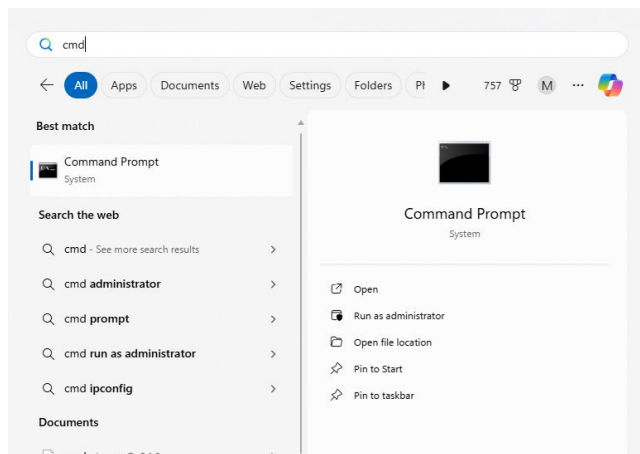 cmd
All Apps Documents Web Settings Folders 757 M ...
Best match
Command Prompt
System
Search the web
cmd - See more search results
cmd administrator
cmd prompt
cmd run as administrator
cmd ipconfig
Documents
Command Prompt
System
Open
Run as administrator
Open file location
Pin to Start
Pin to taskbar